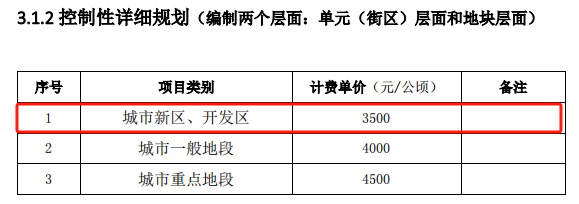 3.1.2 控制性详细规划（编制两个层面：单元（街区）层面和地块层面）
序号 项目类别 计费单价（元/公顷） 备注
1 城市新区、开发区 3500
2 城市一般地段 4000
3 城市重点地段 4500